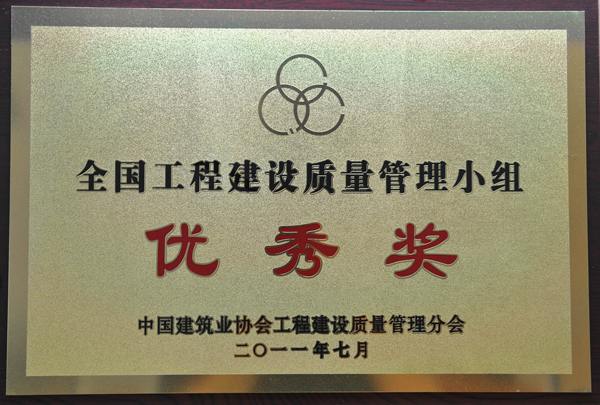 全国工程建设质量管理小组
优秀奖
中国建筑业协会工程建设质量管理分会
二〇一一年七月